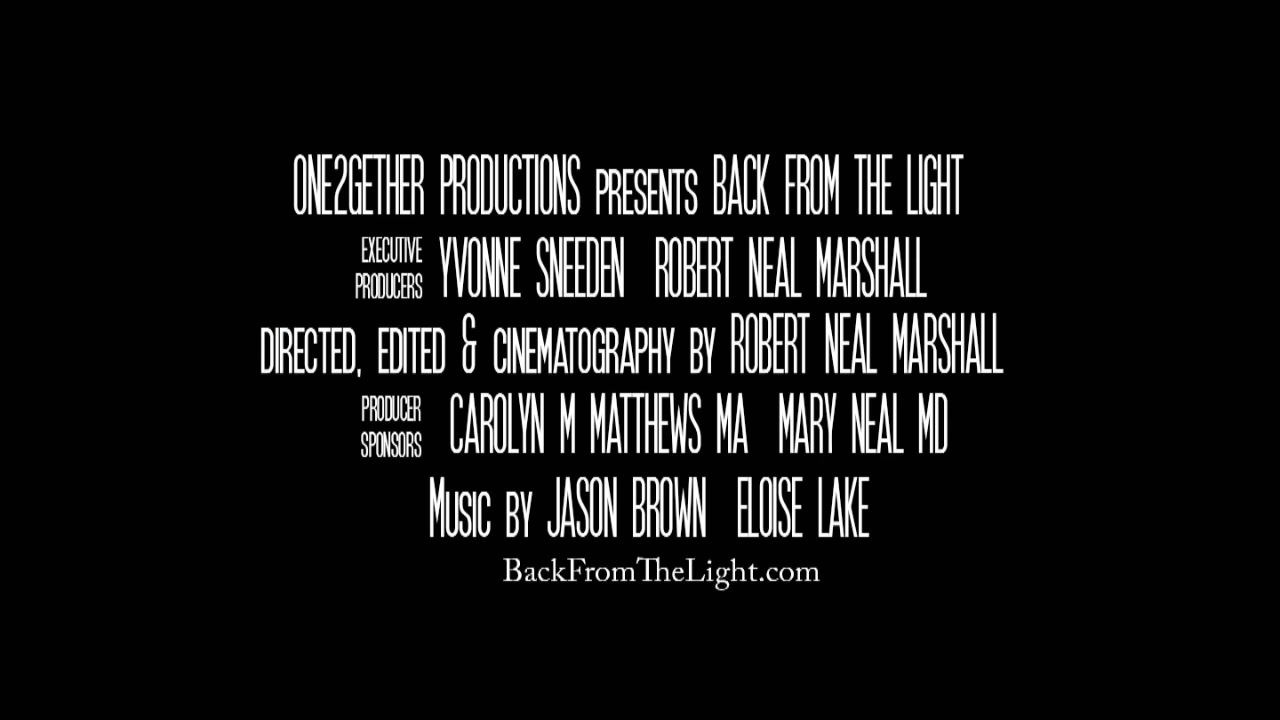 ONE2GETHER PRODUCTIONS PRESENTS BACK FROM THE LIGHT
EXECUTIVE PRODUCERS YVONNE SNEEDEN ROBERT NEAL MARSHALL
DIRECTED, EDITED & CINEMATOGRAPHY BY ROBERT NEAL MARSHALL
PRODUCER SPONSORS CAROLYN M MATTHEWS MA MARY NEAL MD
MUSIC BY JASON BROWN ELOISE LAKE
BackFromTheLight.com